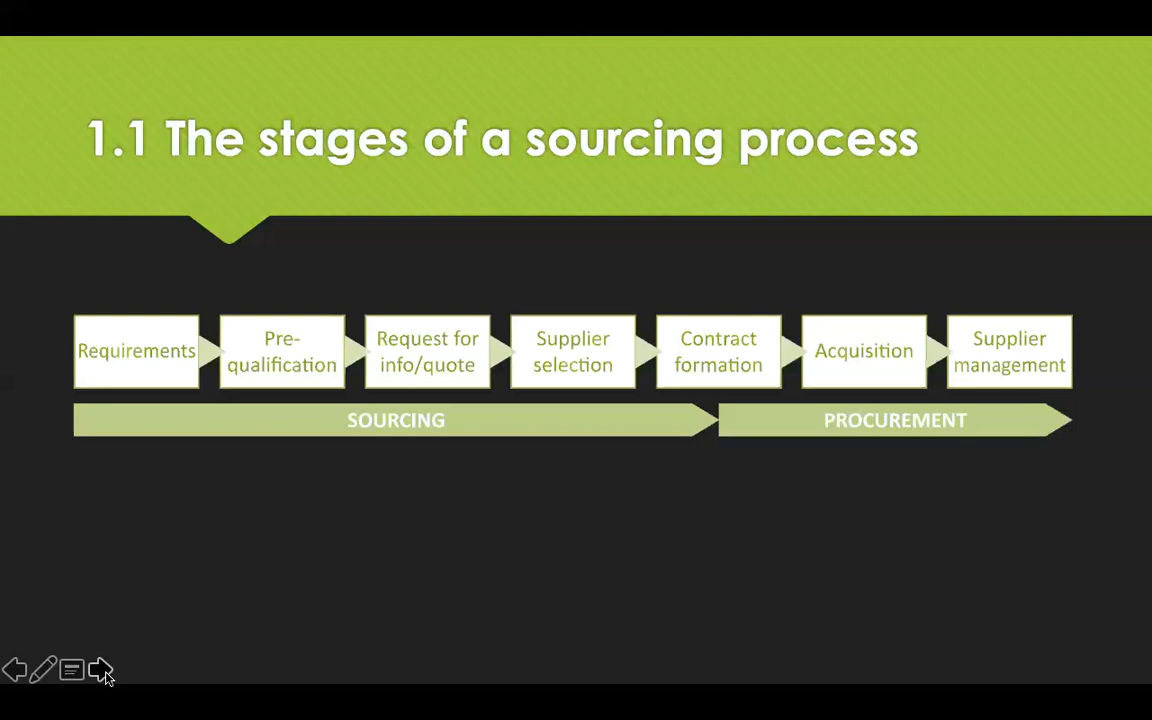 1.1 The stages of a sourcing process
Requirements
Pre-
qualification
Request for
info/quote
Supplier
selection
Contract
formation
Acquisition
Supplier
management
SOURCING
PROCUREMENT